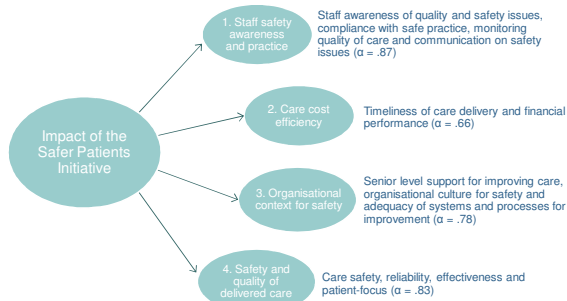 1. Staff safety
awareness
and practice
Staff awareness of quality and safety issues,
compliance with safe practice, monitoring
quality of care and communication on safety
issues (α = .87)
2. Care cost
efficiency
Timeliness of care delivery and financial
performance (α = .66)
Impact of the
Safer Patients
Initiative
3. Organisational
context for safety
Senior level support for improving care,
organisational culture for safety and
adequacy of systems and processes for
improvement (α = .78)
4. Safety and
quality of
delivered care
Care safety, reliability, effectiveness and
patient-focus (α = .83)